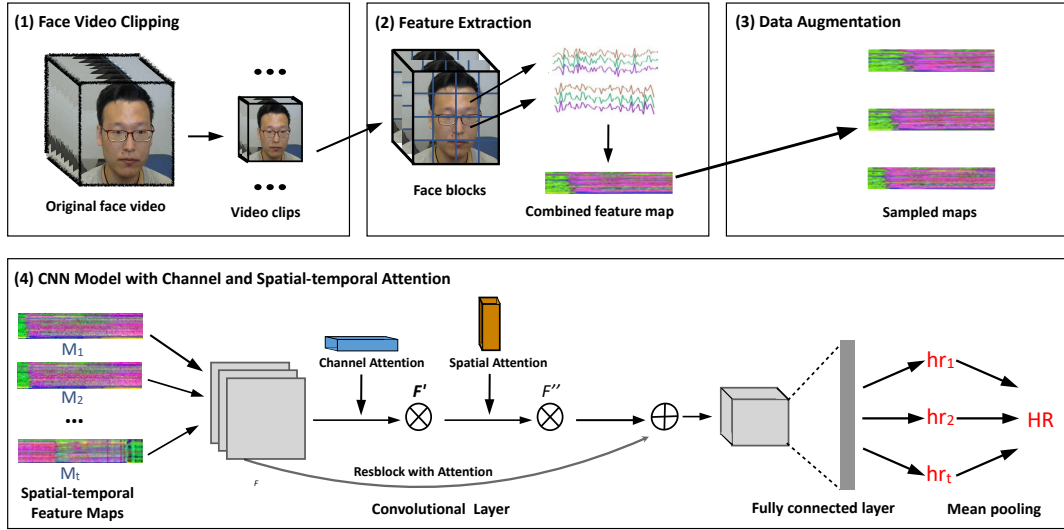 (1) Face Video Clipping
Original face video
•••
•••
Video clips
(2) Feature Extraction
Face blocks
Combined feature map
(3) Data Augmentation
Sampled maps
(4) CNN Model with Channel and Spatial-temporal Attention
M1
M2
...
Mt
Spatial-temporal
Feature Maps
F
Channel Attention
F'
Spatial Attention
F''
Resblock with Attention
Convolutional Layer
Fully connected layer
hr1
hr2
hrt
HR
Mean pooling